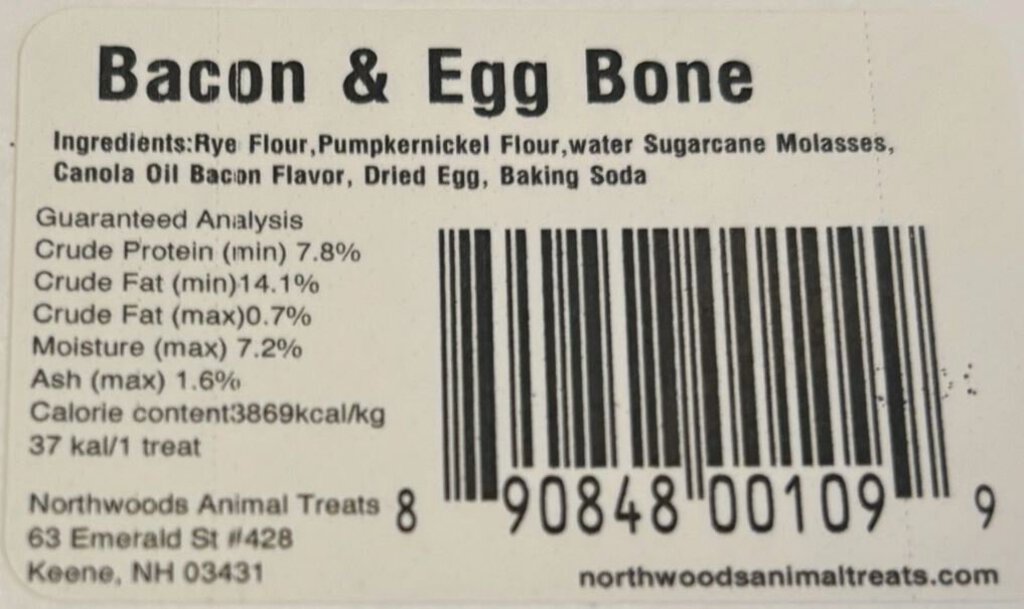 Bacon & Egg Bone
Ingredients:Rye Flour,Pumpkernickel Flour,water Sugarcane Molasses,
Canola Oil Bacon Flavor, Dried Egg, Baking Soda
Guaranteed Analysis
Crude Protein (min) 7.8%
Crude Fat (min)14.1%
Crude Fat (max)0.7%
Moisture (max) 7.2%
Ash (max) 1.6%
Calorie content3869kcal/kg
37 kal/1 treat
Northwoods Animal Treats
63 Emerald St #428
Keene, NH 03431
8 90848 00109 9
northwoodsanimaltreats.com